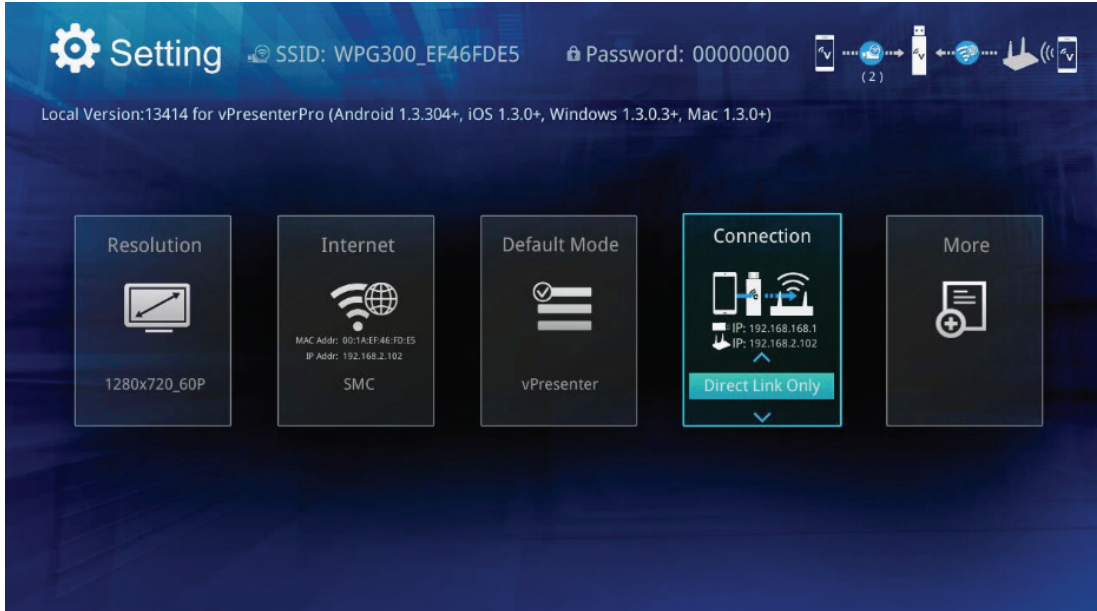 Setting SSID: WPG300_EF46FDE5 Password: 00000000
(2)
Local Version:13414 for vPresenterPro (Android 1.3.304+, iOS 1.3.0+, Windows 1.3.0.3+, Mac 1.3.0+)
Resolution
1280x720_60P
Internet
MAC Addr: 00:1A:EF:46:FD:E5
IP Addr: 192.168.2.102
SMC
Default Mode
vPresenter
Connection
IP: 192.168.168.1
IP: 192.168.2.102
Direct Link Only
More